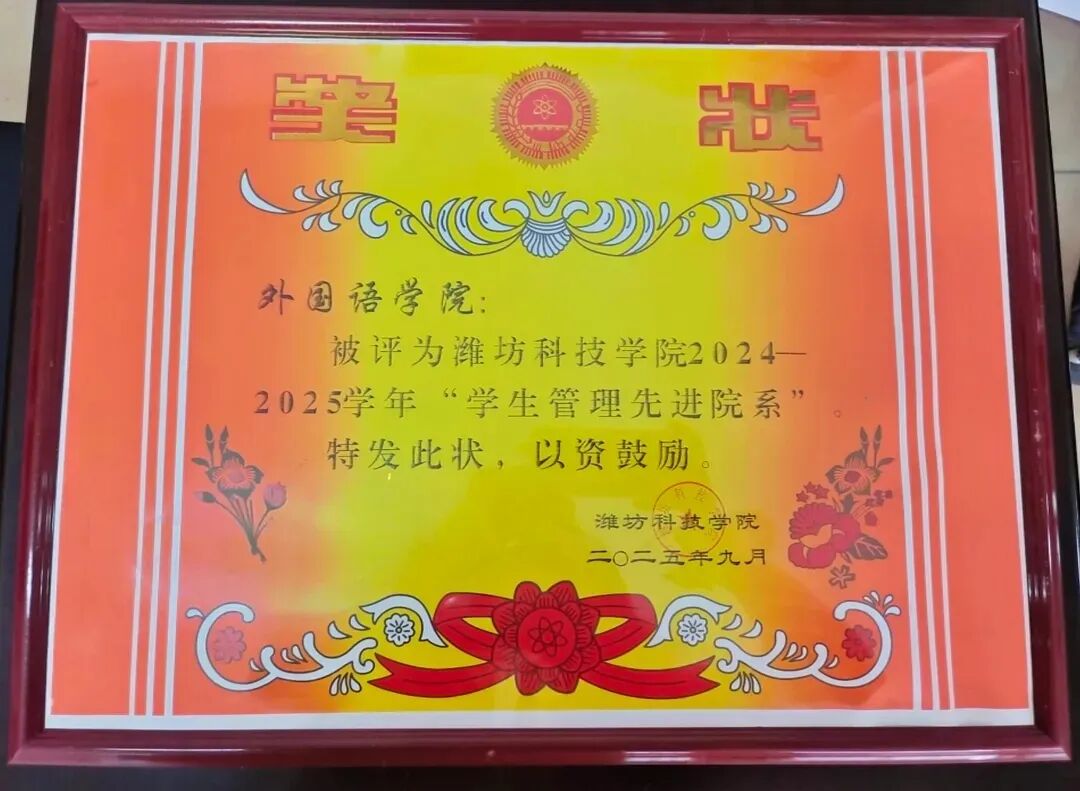 奖状
外国语学院：
被评为潍坊科技学院2024—
2025学年“学生管理先进院系”。
特发此状，以资鼓励。
潍坊科技学院
二〇二五年九月